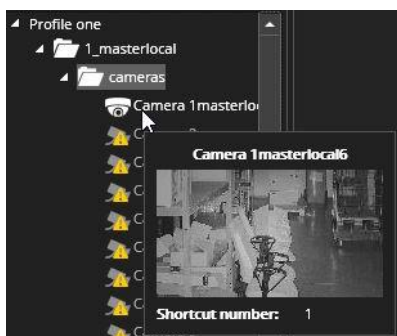 Profile one
1_masterlocal
cameras
Camera 1masterlo
Camera 1masterlocal6
Shortcut number: 1